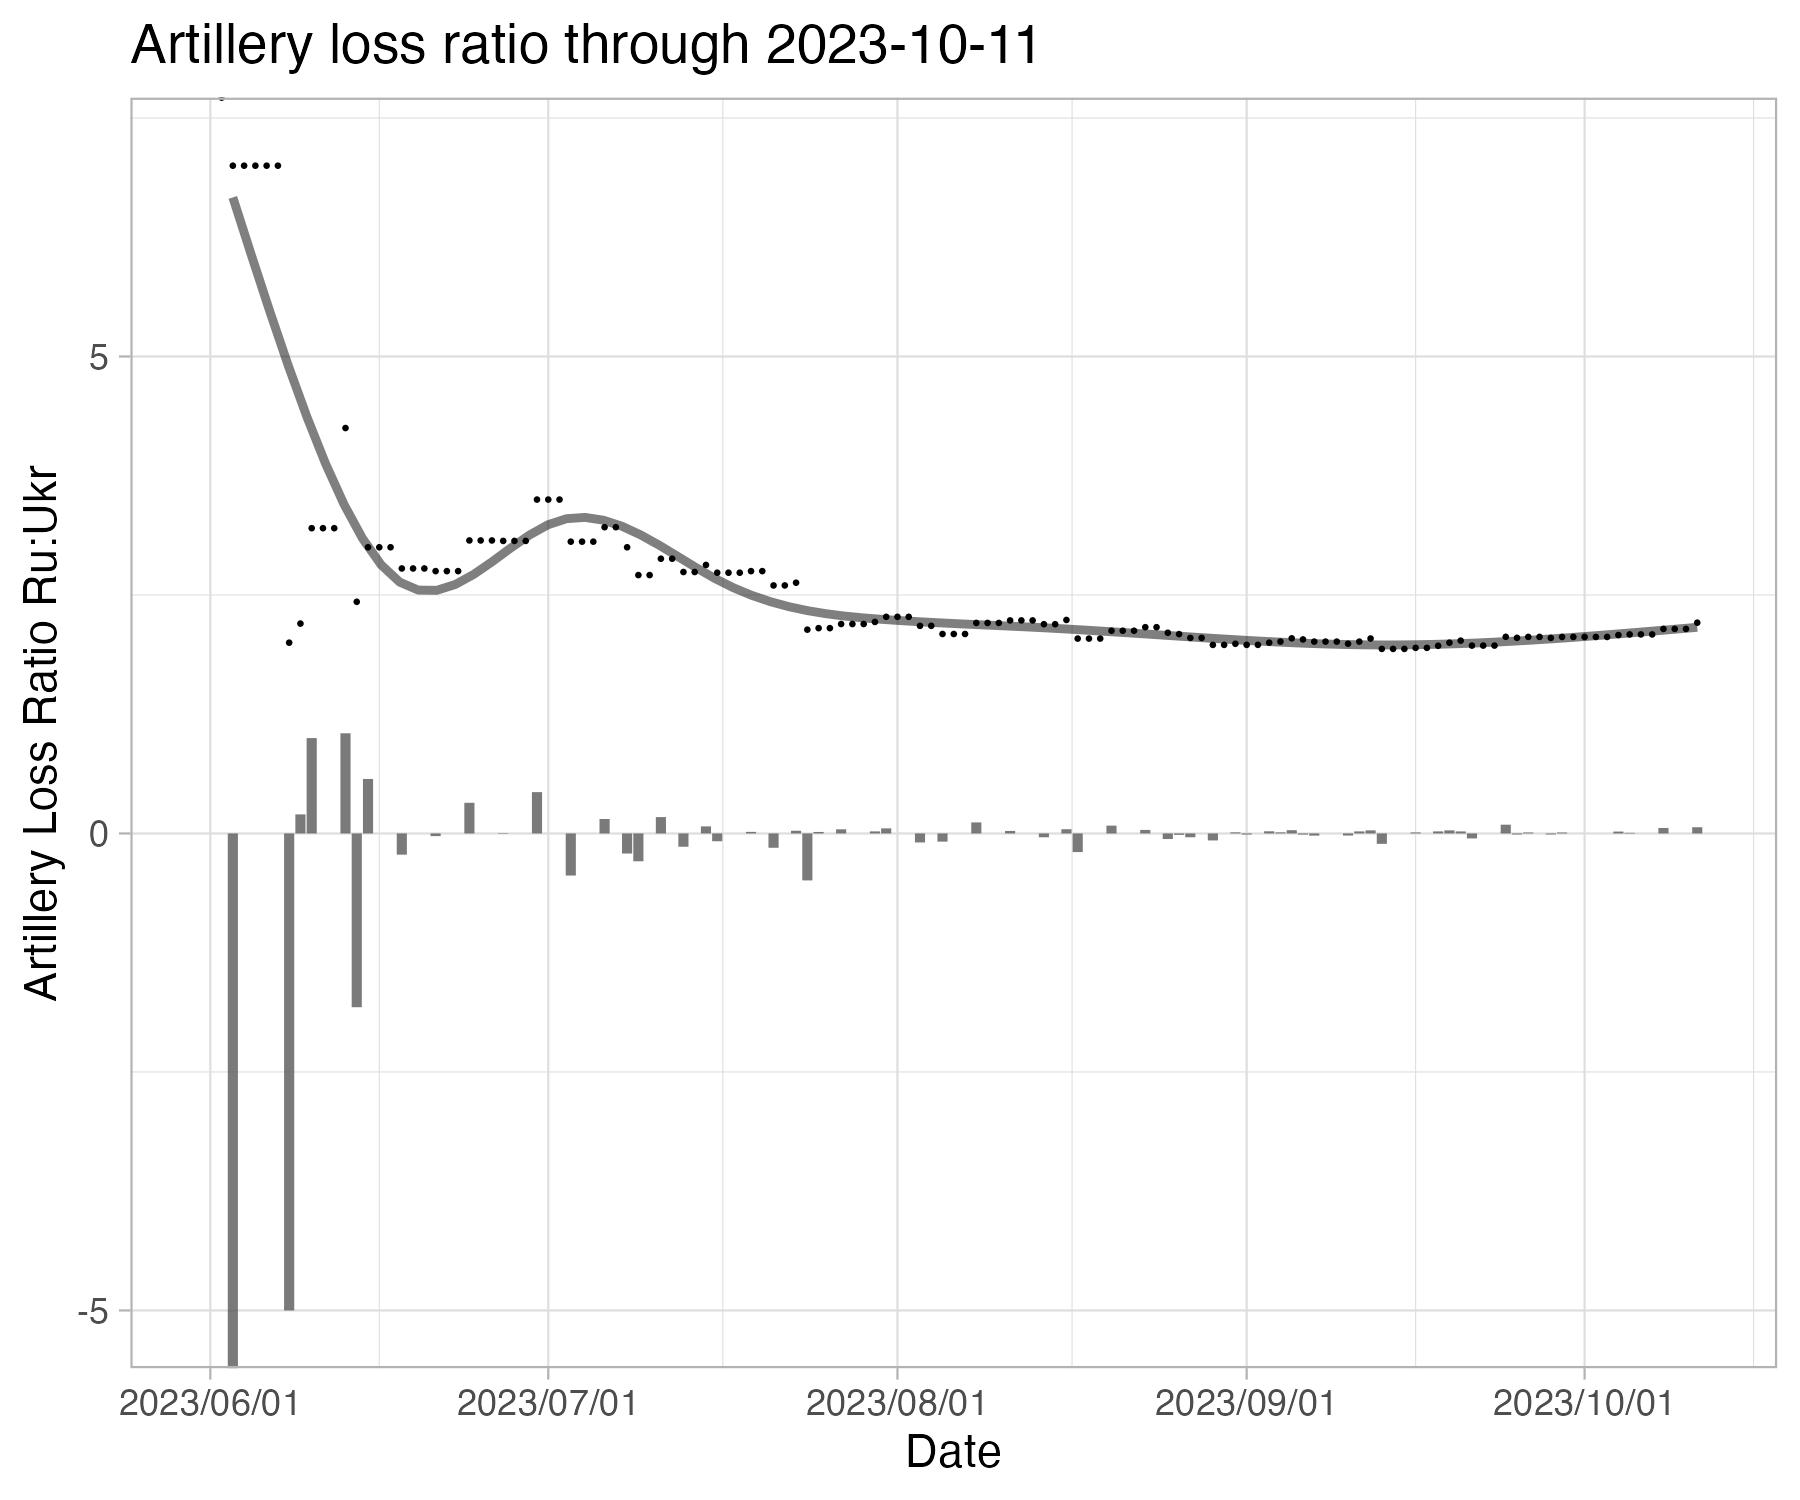 Artillery loss ratio through 2023-10-11
Artillery Loss Ratio Ru:Ukr
5
0
-5
2023/06/01 2023/07/01 2023/08/01 2023/09/01 2023/10/01
Date